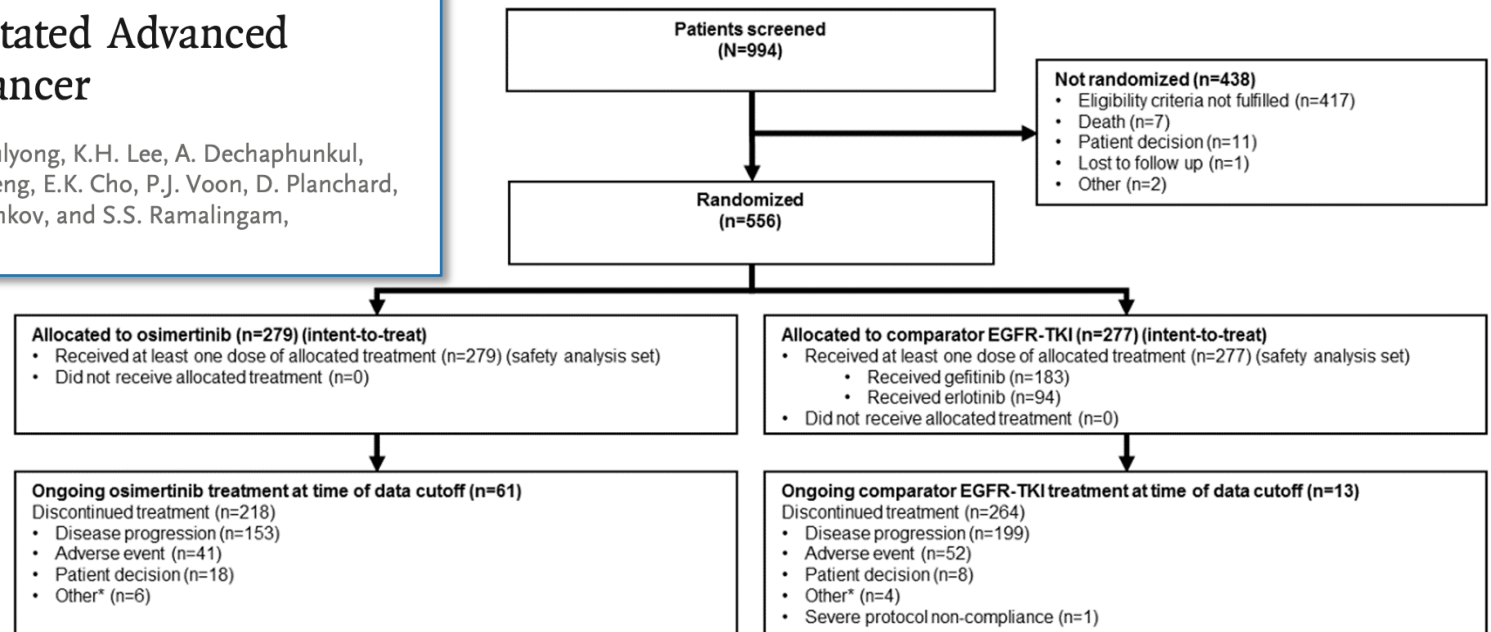 tated Advanced
ancer
lyong, K.H. Lee, A. Dechaphunkul,
eng, E.K. Cho, P.J. Voon, D. Planchard,
nkov, and S.S. Ramalingam,
Patients screened
(N=994)
Not randomized (n=438)
• Eligibility criteria not fulfilled (n=417)
• Death (n=7)
• Patient decision (n=11)
• Lost to follow up (n=1)
• Other (n=2)
Randomized
(n=556)
Allocated to osimertinib (n=279) (intent-to-treat)
• Received at least one dose of allocated treatment (n=279) (safety analysis set)
• Did not receive allocated treatment (n=0)
Allocated to comparator EGFR-TKI (n=277) (intent-to-treat)
• Received at least one dose of allocated treatment (n=277) (safety analysis set)
• Received gefitinib (n=183)
• Received erlotinib (n=94)
• Did not receive allocated treatment (n=0)
Ongoing osimertinib treatment at time of data cutoff (n=61)
Discontinued treatment (n=218)
• Disease progression (n=153)
• Adverse event (n=41)
• Patient decision (n=18)
• Other* (n=6)
Ongoing comparator EGFR-TKI treatment at time of data cutoff (n=13)
Discontinued treatment (n=264)
• Disease progression (n=199)
• Adverse event (n=52)
• Patient decision (n=8)
• Other* (n=4)
• Severe protocol non-compliance (n=1)